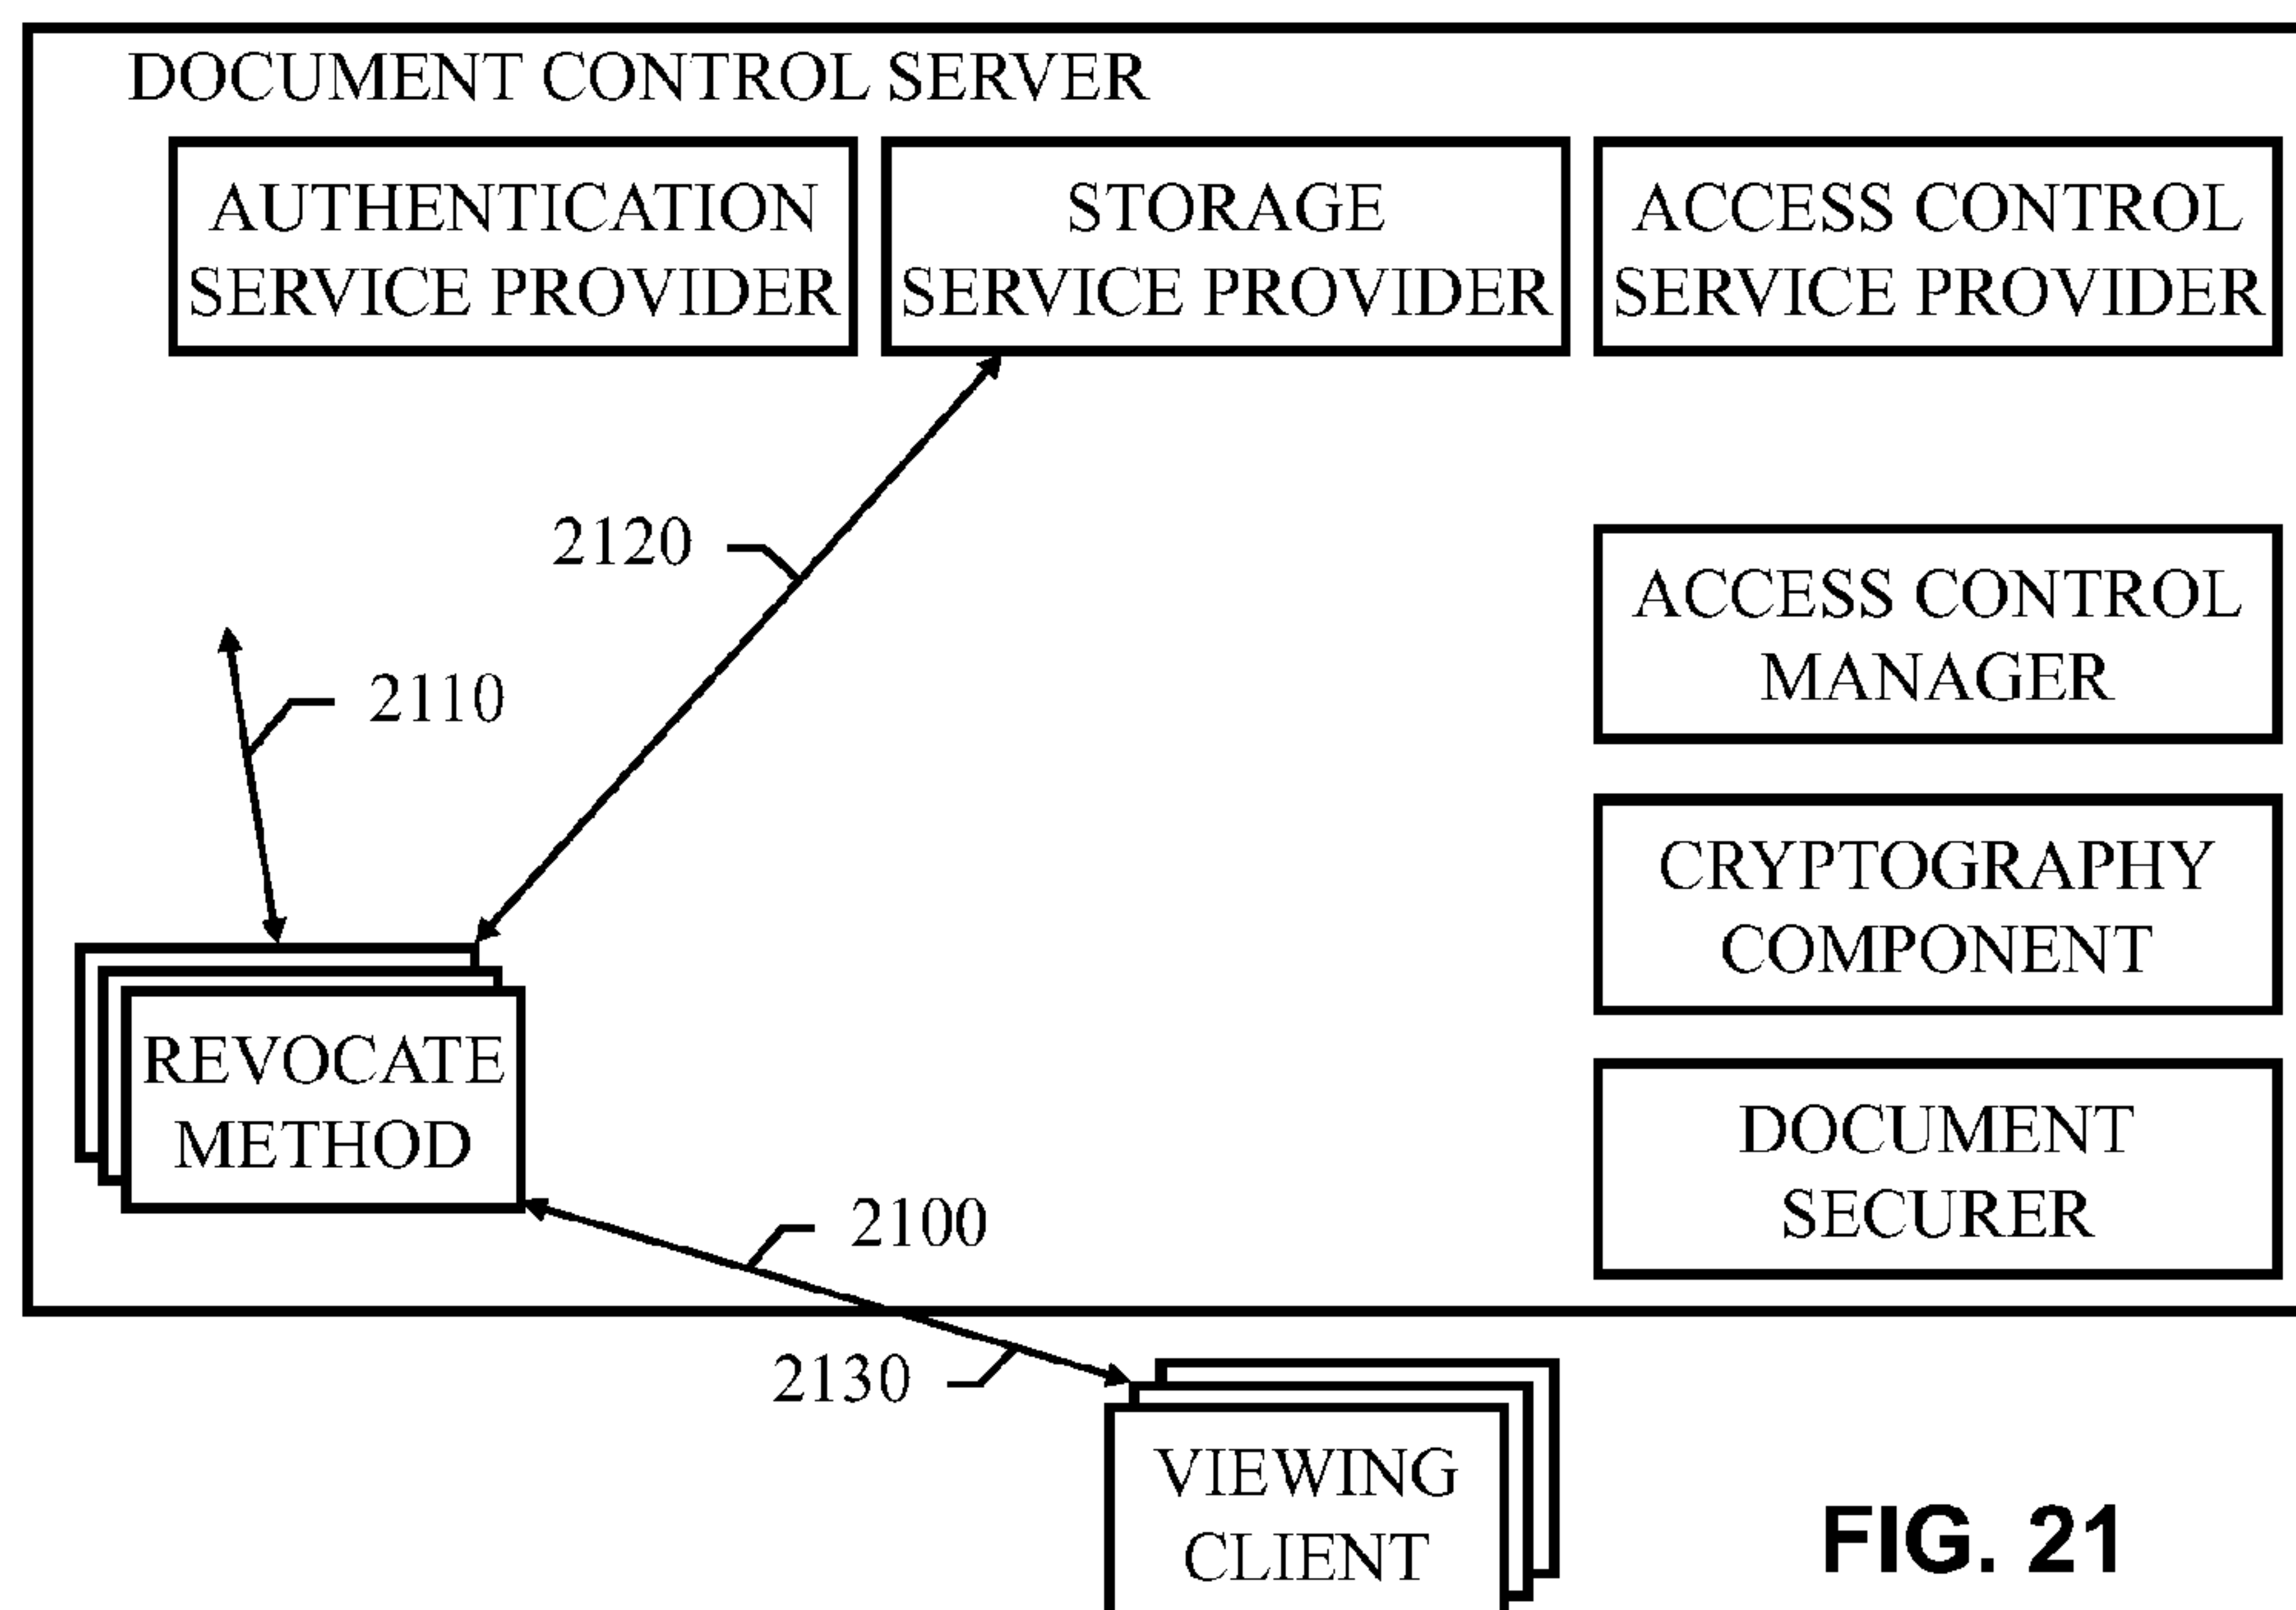 DOCUMENT CONTROL SERVER
AUTHENTICATION
SERVICE PROVIDER
STORAGE
SERVICE PROVIDER
ACCESS CONTROL
SERVICE PROVIDER
2120
ACCESS CONTROL
MANAGER
2110
CRYPTOGRAPHY
COMPONENT
REVOCATE
METHOD
DOCUMENT
SECURER
2100
2130
VIEWING
CLIENT
FIG. 21